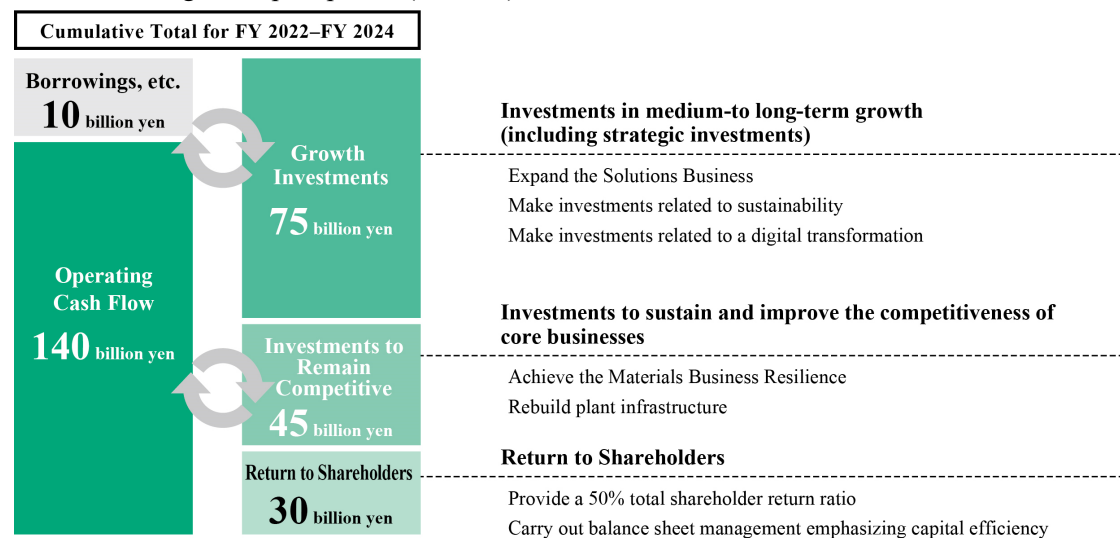 Cumulative Total for FY 2022–FY 2024
Borrowings, etc.
10 billion yen
Operating
Cash Flow
140 billion yen
Growth
Investments
75 billion yen
Investments to
Remain
Competitive
45 billion yen
Return to Shareholders
30 billion yen
Investments in medium-to long-term growth
(including strategic investments)
Expand the Solutions Business
Make investments related to sustainability
Make investments related to a digital transformation
Investments to sustain and improve the competitiveness of
core businesses
Achieve the Materials Business Resilience
Rebuild plant infrastructure
Return to Shareholders
Provide a 50% total shareholder return ratio
Carry out balance sheet management emphasizing capital efficiency